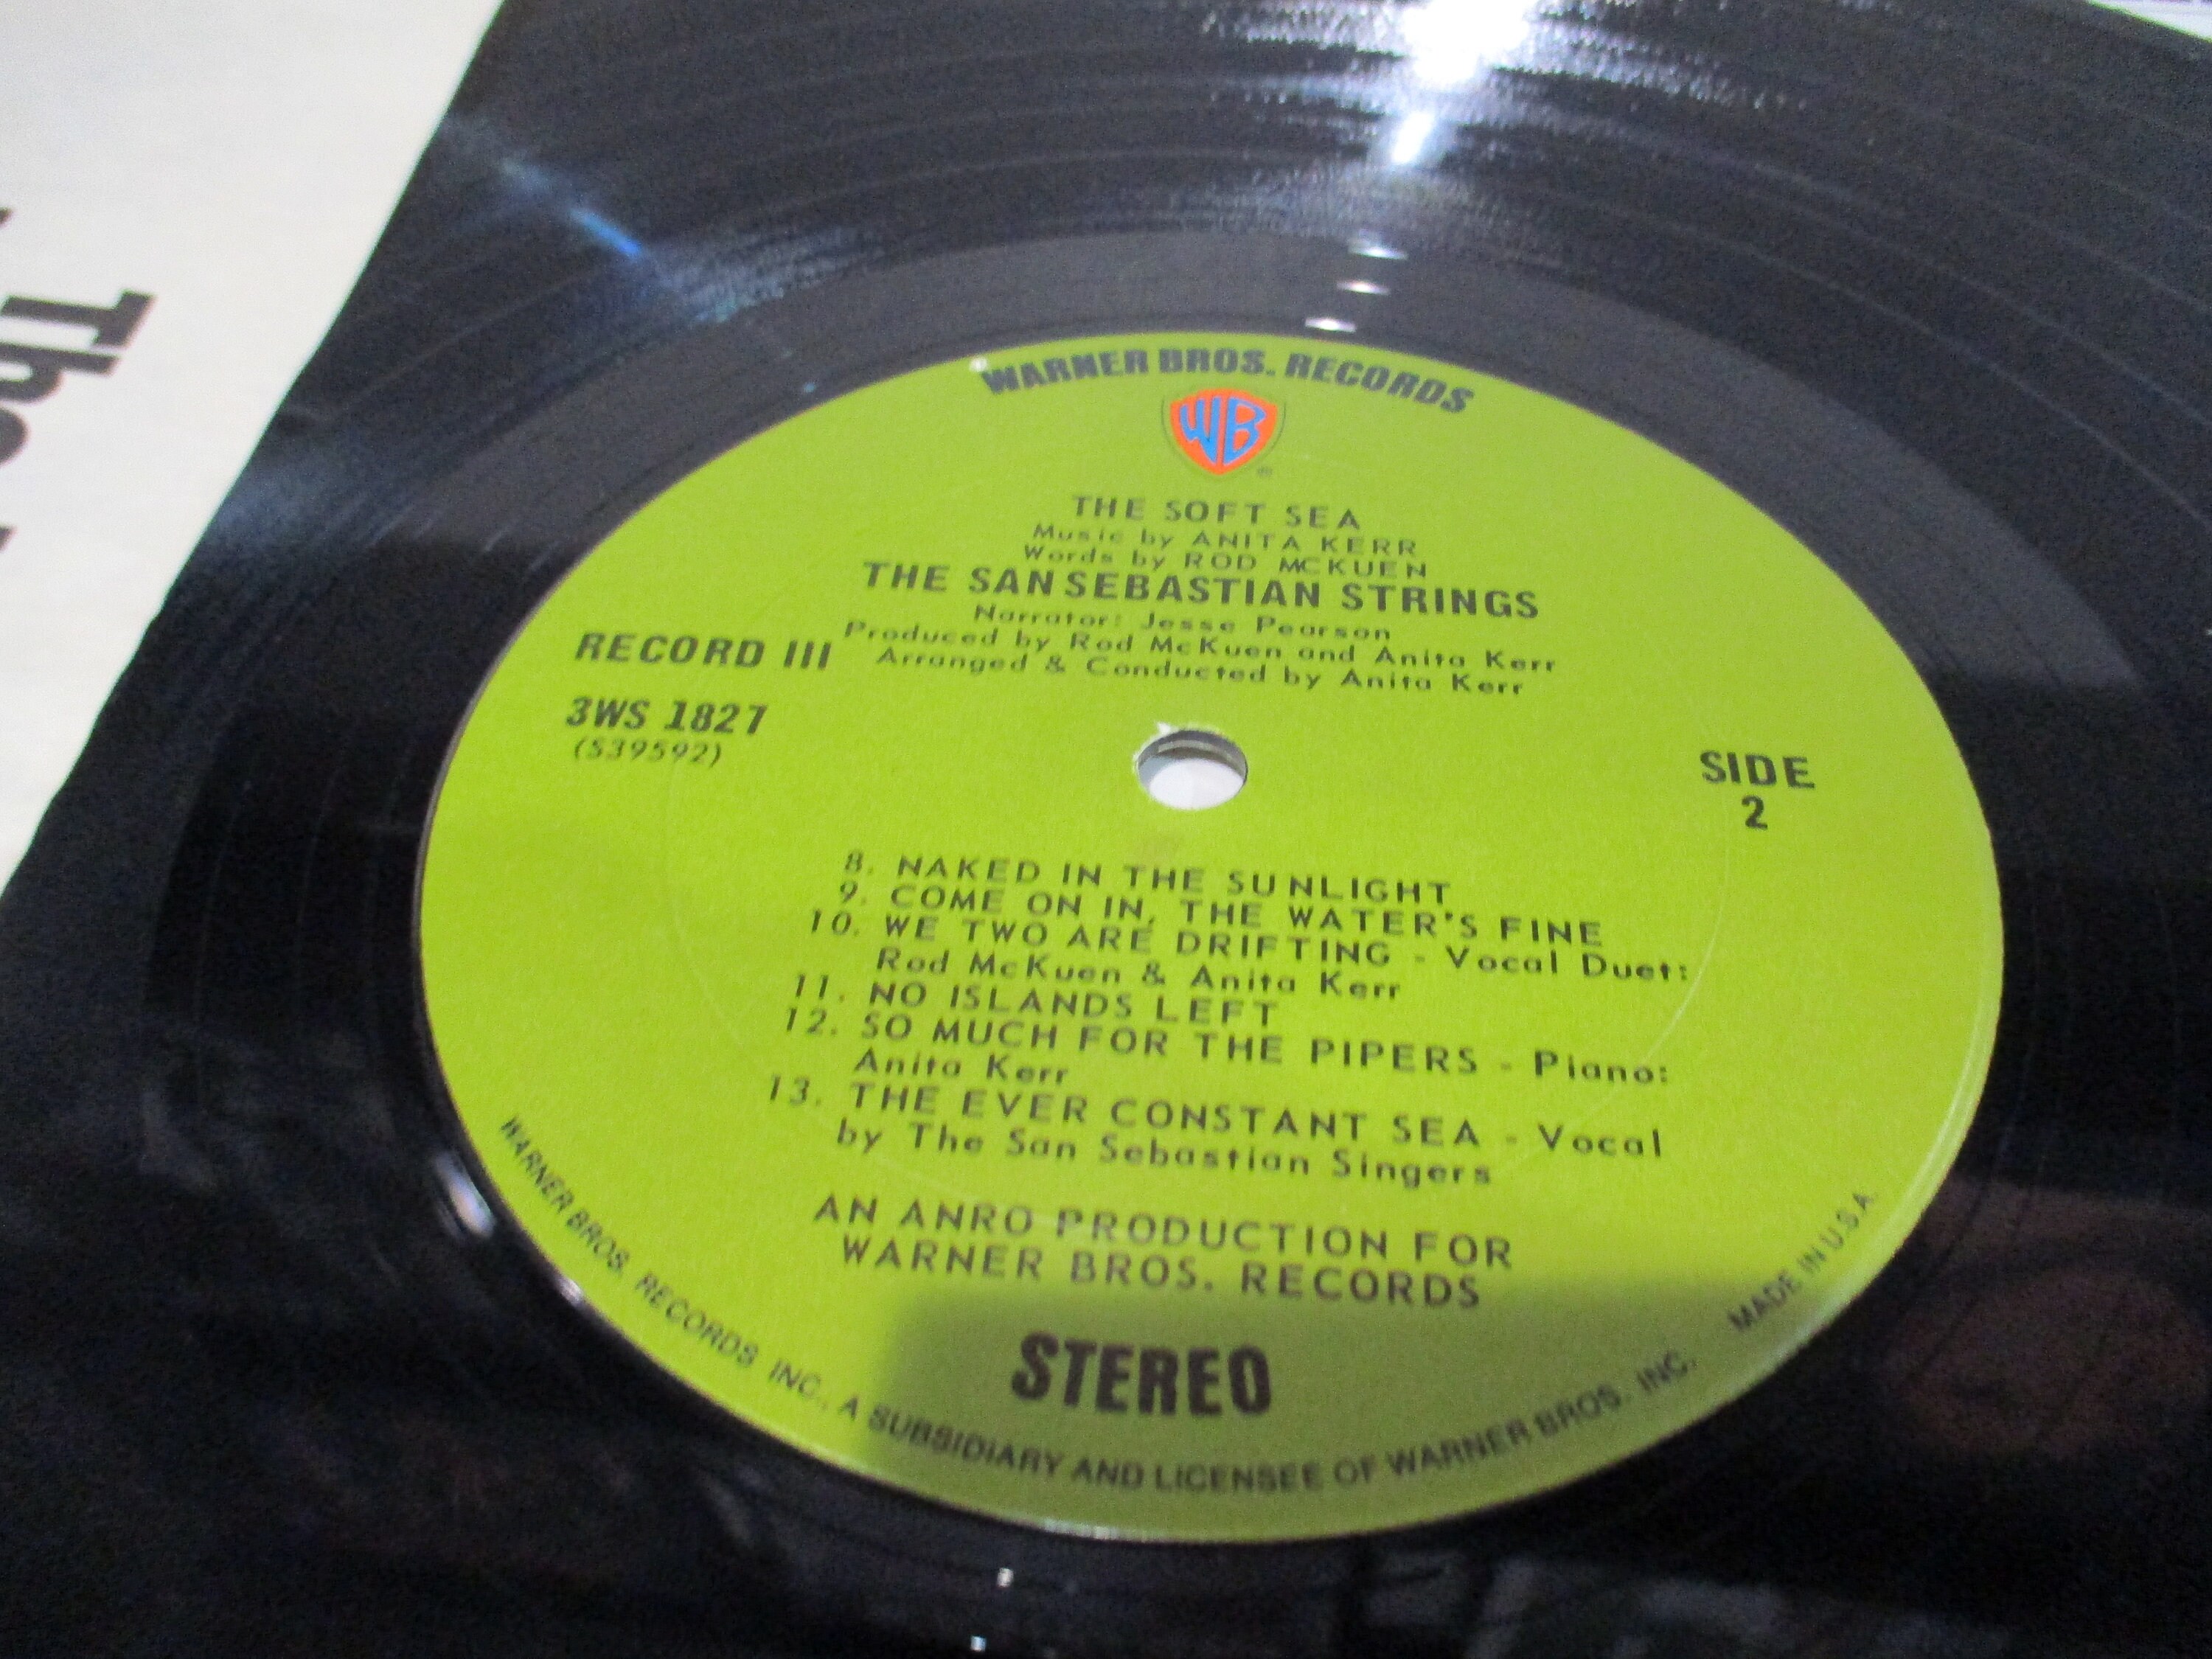 The
WARNER BROS. RECORDS
WB
®
THE SOFT SEA
Music by ANITA KERR
Words by ROD MCKUEN
THE SAN SEBASTIAN STRINGS
Narrator: Jesse Pearson
Produced by Rod McKuen and Anita Kerr
Arranged & Conducted by Anita Kerr
RECORD III
3WS 1827
(S39592)
SIDE
2
8. NAKED IN THE SUNLIGHT
9. COME ON IN, THE WATER'S FINE
10. WE TWO ARE DRIFTING - Vocal Duet:
Rod McKuen & Anita Kerr
11. NO ISLANDS LEFT
12. SO MUCH FOR THE PIPERS - Piano:
Anita Kerr
13. THE EVER CONSTANT SEA - Vocal
by The San Sebastian Singers
AN ANRO PRODUCTION FOR
WARNER BROS. RECORDS
STEREO
WARNER BROS. RECORDS INC., A SUBSIDIARY AND LICENSEE OF WARNER BROS. INC. MADE IN U.S.A.